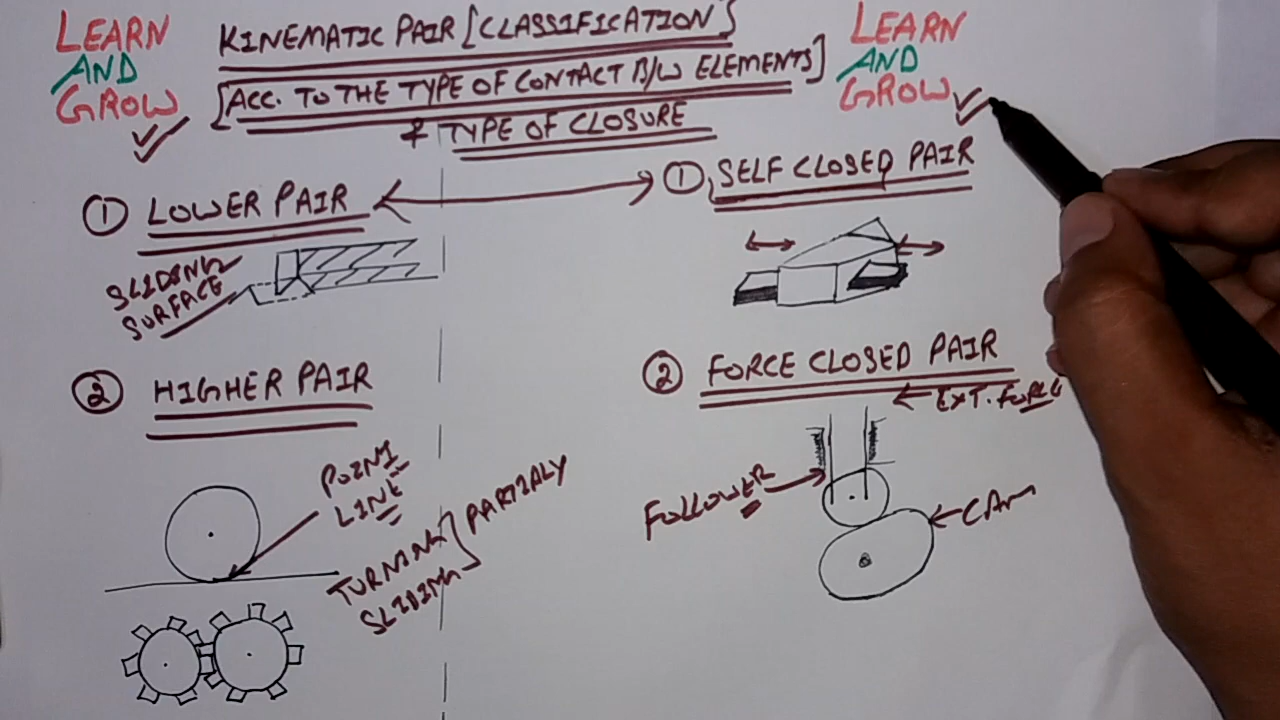 LEARN
AND
GROW
KINEMATIC PAIR [CLASSIFICATION]
[ACC. TO THE TYPE OF CONTACT B/W ELEMENTS]
& TYPE OF CLOSURE
LEARN
AND
GROW
① LOWER PAIR
SLIDING
SURFACE
② HIGHER PAIR
POINT
LINE
TURNING
SLIDING
} PARTIALY
① SELF CLOSED PAIR
② FORCE CLOSED PAIR
← EXT. FORCE
FOLLOWER
CAM